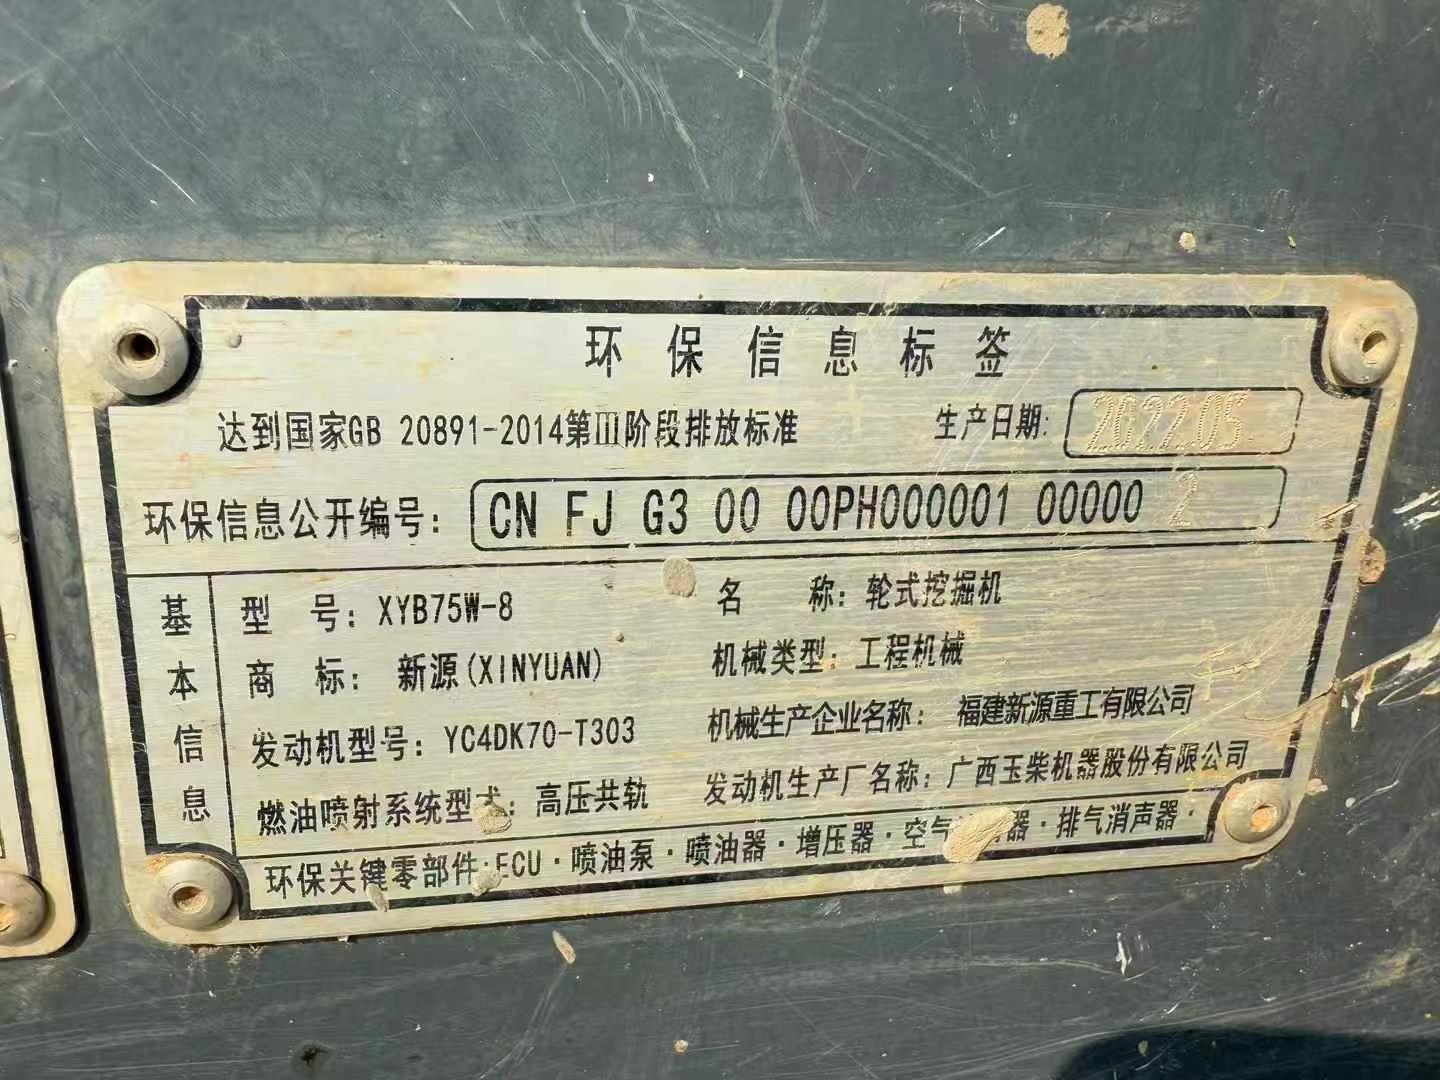 环保信息标签
达到国家GB 20891-2014第Ⅲ阶段排放标准 生产日期: 2022.05
环保信息公开编号: CN FJ G3 00 00PH000001 00000 2
基本信息
型 号: XYB75W-8 名 称: 轮式挖掘机
商 标: 新源(XINYUAN) 机械类型: 工程机械
发动机型号: YC4DK70-T303 机械生产企业名称: 福建新源重工有限公司
燃油喷射系统型式: 高压共轨 发动机生产厂名称: 广西玉柴机器股份有限公司
环保关键零部件:ECU·喷油泵·喷油器·增压器·空气器·排气消声器·